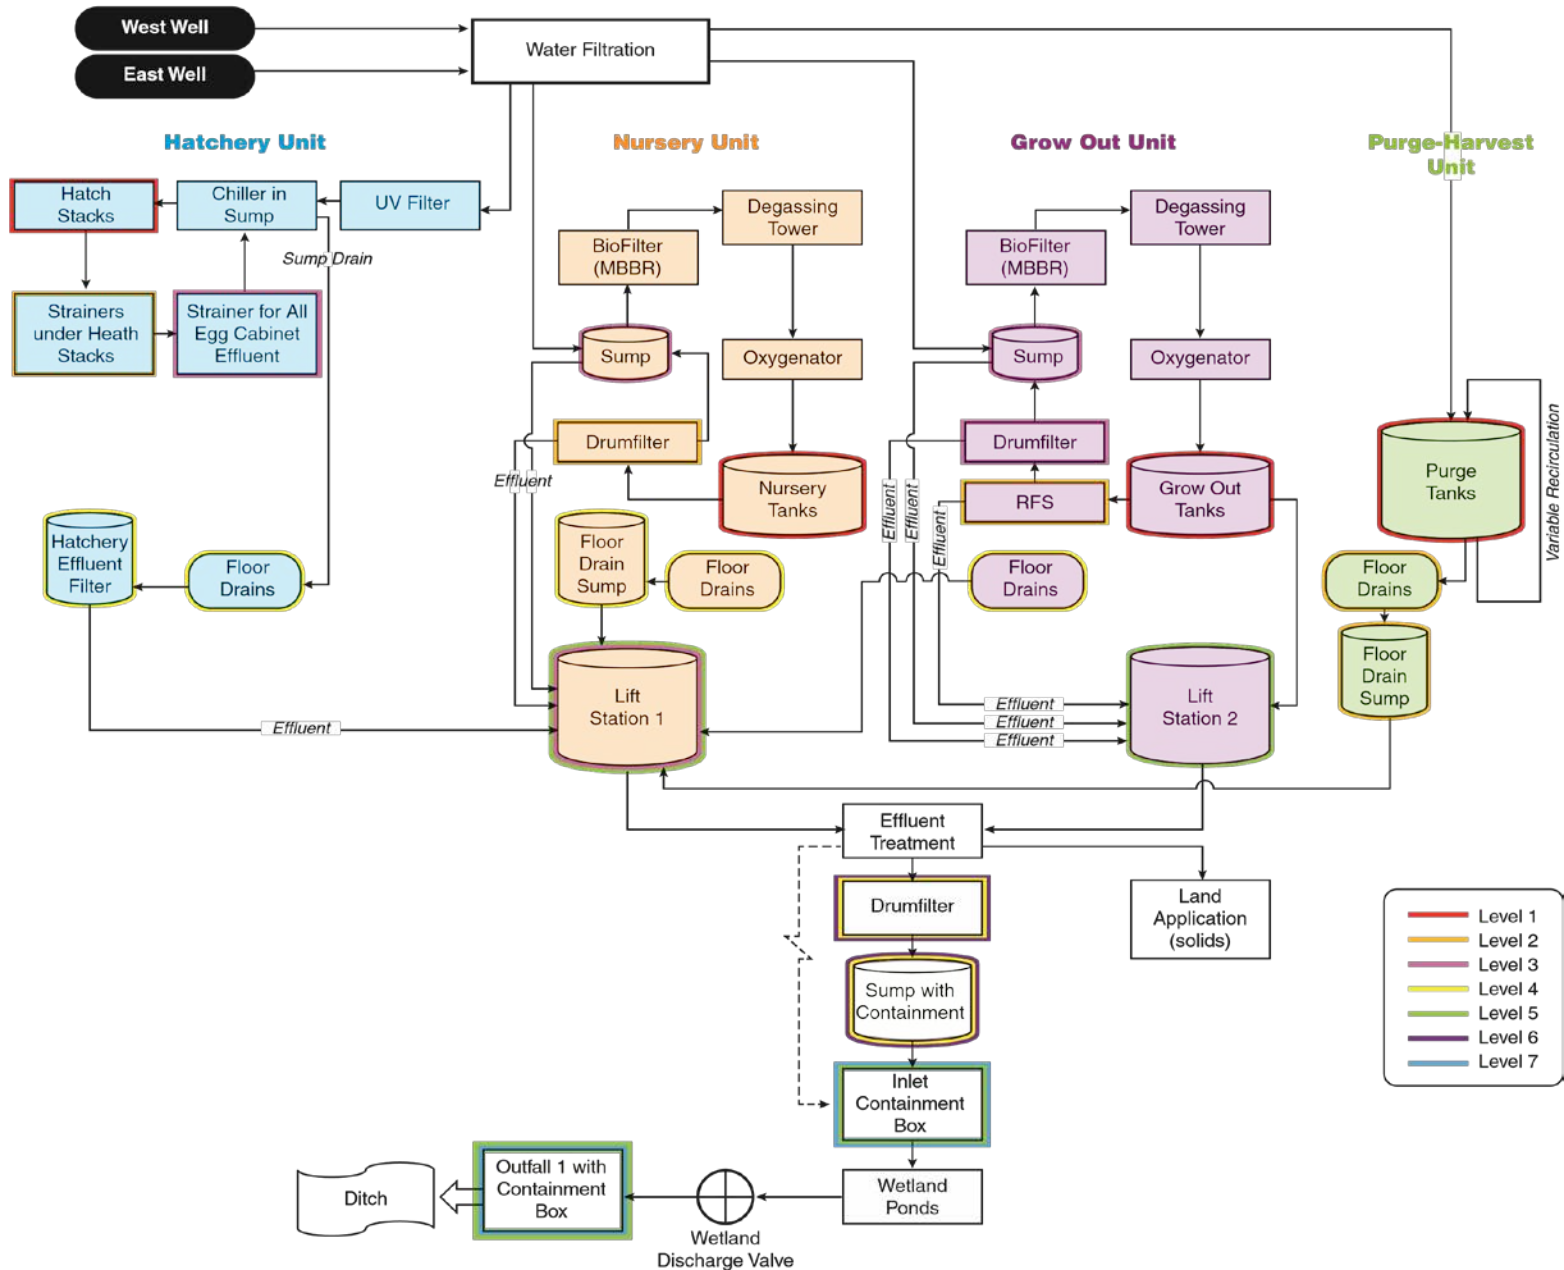 West Well
East Well
Water Filtration
Hatchery Unit
Nursery Unit
Grow Out Unit
Purge-Harvest
Unit
Hatch
Stacks
Chiller in
Sump
UV Filter
Sump Drain
Strainers
under Heath
Stacks
Strainer for All
Egg Cabinet
Effluent
Hatchery
Effluent
Filter
Floor
Drains
Effluent
BioFilter
(MBBR)
Degassing
Tower
Sump
Oxygenator
Drumfilter
Effluent
Nursery
Tanks
Floor
Drain
Sump
Floor
Drains
Lift
Station 1
BioFilter
(MBBR)
Degassing
Tower
Sump
Oxygenator
Drumfilter
RFS
Grow Out
Tanks
Effluent
Effluent
Effluent
Floor
Drains
Effluent
Effluent
Effluent
Lift
Station 2
Purge
Tanks
Variable Recirculation
Floor
Drains
Floor
Drain
Sump
Effluent
Treatment
Drumfilter
Land
Application
(solids)
Sump with
Containment
Inlet
Containment
Box
Wetland
Ponds
Wetland
Discharge Valve
Outfall 1 with
Containment
Box
Ditch
Level 1
Level 2
Level 3
Level 4
Level 5
Level 6
Level 7